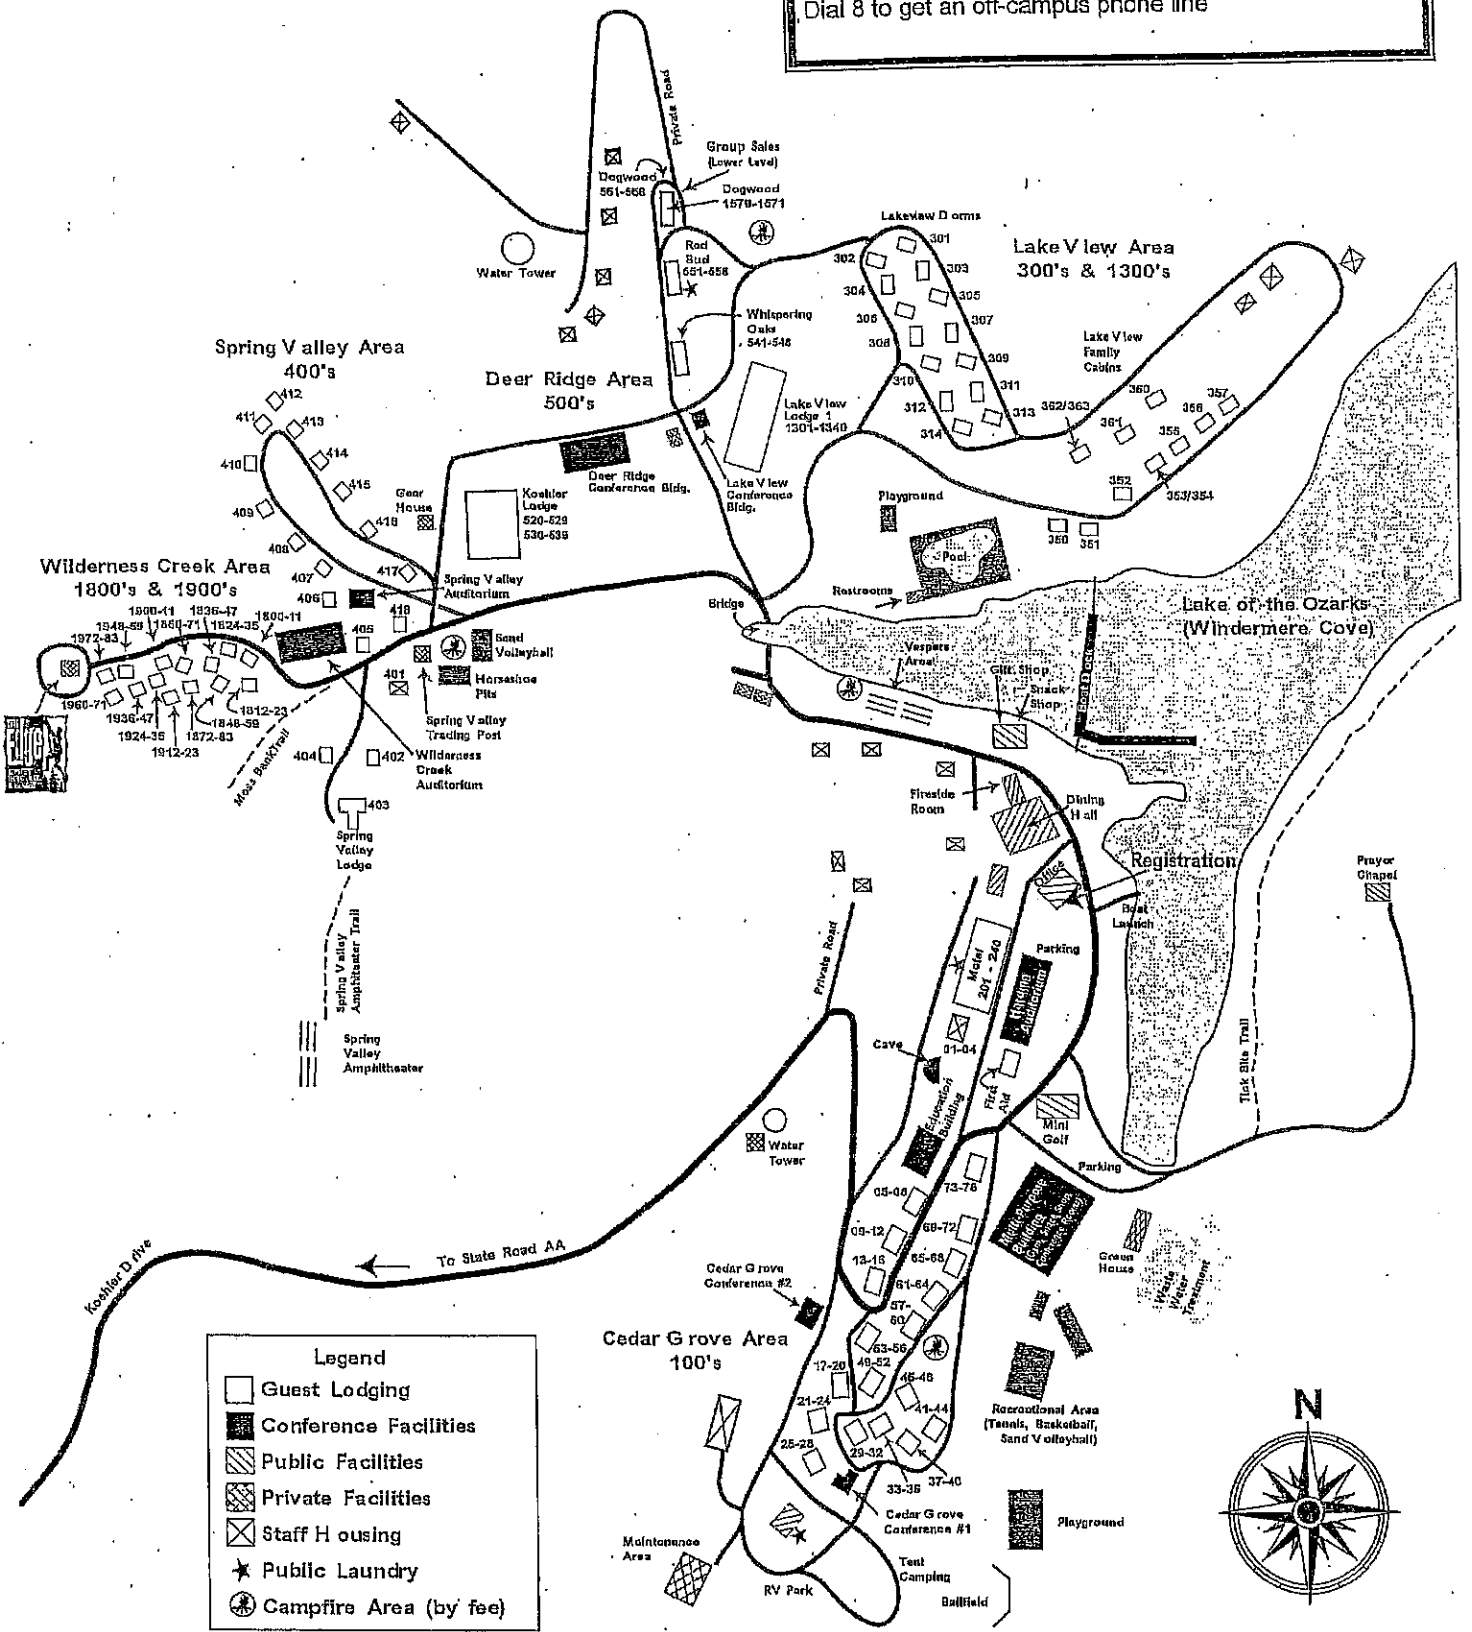 Dial 8 to get an off-campus phone line
Private Road
Group Sales
(Lower Level)
Dogwood
561-568
Dogwood
1570-1571
Water Tower
Red
Bud
551-558
Whispering
Oaks
541-548
Lakeview Dorms
301
302
303
304
305
306
307
308
309
310
311
312
313
314
Lake View Area
300's & 1300's
Lake View
Family
Cabins
350
351
352
353/354
355
356
357
360
361
362/363
Spring Valley Area
400's
412
411
413
410
414
415
409
416
408
407
417
406
418
405
401
404
402
403
Deer Ridge Area
500's
Deer Ridge
Conference Bldg.
Lake View
Lodge 1
1301-1340
Lake View
Conference
Bldg.
Gear
House
Koehler
Lodge
520-529
530-539
Playground
Pool
Restrooms
Bridge
Wilderness Creek Area
1800's & 1900's
1972-83
1948-59
1900-11
1860-71
1836-47
1824-35
1800-11
1960-71
1936-47
1924-35
1912-23
1872-83
1848-59
1812-23
Edge
Spring Valley
Auditorium
Sand
Volleyball
Horseshoe
Pits
Spring Valley
Trading Post
Wilderness
Creek
Auditorium
Moss Bank Trail
Spring
Valley
Lodge
Spring Valley
Amphitheater Trail
Spring
Valley
Amphitheater
Lake of the Ozarks
(Windermere Cove)
Boat Dock
Vespers
Area
Gift Shop
Snack
Shop
Fireside
Room
Dining
Hall
Office
Registration
Boat
Launch
Prayer
Chapel
Tick Bite Trail
Private Road
Motel
201 - 240
Parking
Harding
Auditorium
01-04
Cave
First
Aid
Education
Building
Mini
Golf
Parking
Water
Tower
05-08
09-12
13-16
73-76
69-72
65-68
61-64
57-
60
53-56
49-52
45-48
41-44
37-40
33-36
29-32
17-20
21-24
25-28
Multi-Purpose
Building
Green
House
Waste
Water
Treatment
Koehler Drive
To State Road AA
Cedar Grove
Conference #2
Cedar Grove Area
100's
Recreational Area
(Tennis, Basketball,
Sand Volleyball)
Playground
Cedar Grove
Conference #1
Maintenance
Area
RV Park
Tent
Camping
Ballfield
N
Legend
Guest Lodging
Conference Facilities
Public Facilities
Private Facilities
Staff Housing
Public Laundry
Campfire Area (by fee)